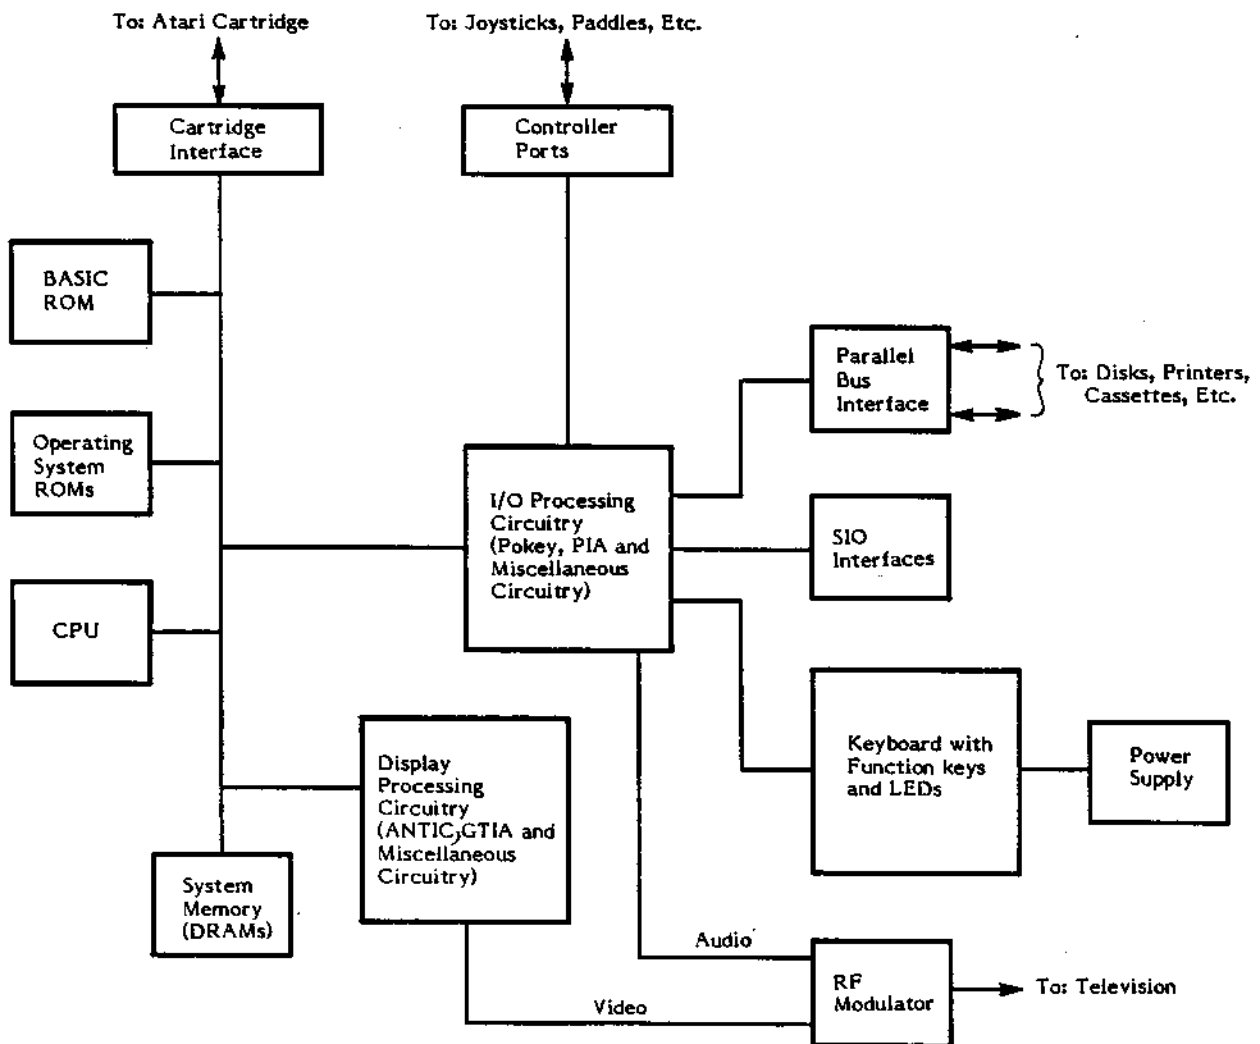 To: Atari Cartridge
To: Joysticks, Paddles, Etc.
Cartridge
Interface
Controller
Ports
BASIC
ROM
Parallel
Bus
Interface
To: Disks, Printers,
Cassettes, Etc.
Operating
System
ROMs
I/O Processing
Circuitry
(Pokey, PIA and
Miscellaneous
Circuitry)
SIO
Interfaces
CPU
Display
Processing
Circuitry
(ANTIC,GTIA and
Miscellaneous
Circuitry)
Keyboard with
Function keys
and LEDs
Power
Supply
System
Memory
(DRAMs)
Audio
Video
RF
Modulator
To: Television